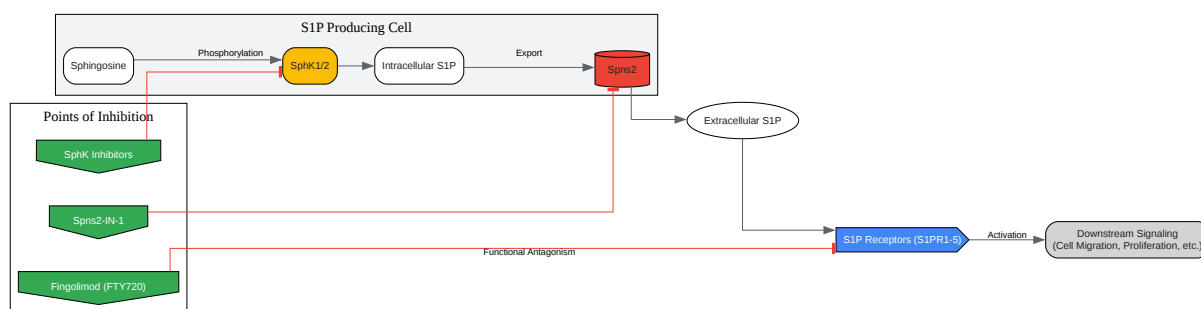 S1P Producing Cell
Sphingosine
Phosphorylation
SphK1/2
Intracellular S1P
Export
Spns2
Points of Inhibition
SphK Inhibitors
Spns2-IN-1
Fingolimod (FTY720)
Extracellular S1P
Functional Antagonism
S1P Receptors (S1PR1-5)
Activation
Downstream Signaling
(Cell Migration, Proliferation, etc.)